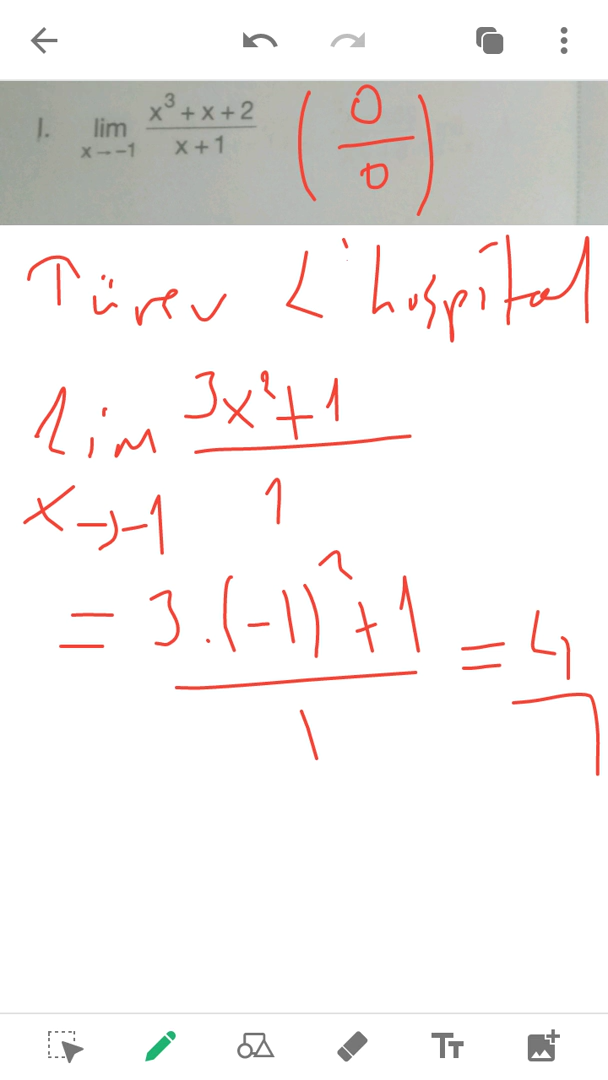 1. lim x→-1 (x³+x+2)/(x+1) (0/0)
Türev L'hospital
lim x→-1 (3x²+1)/1
= (3.(-1)²+1)/1 = 4
Tт